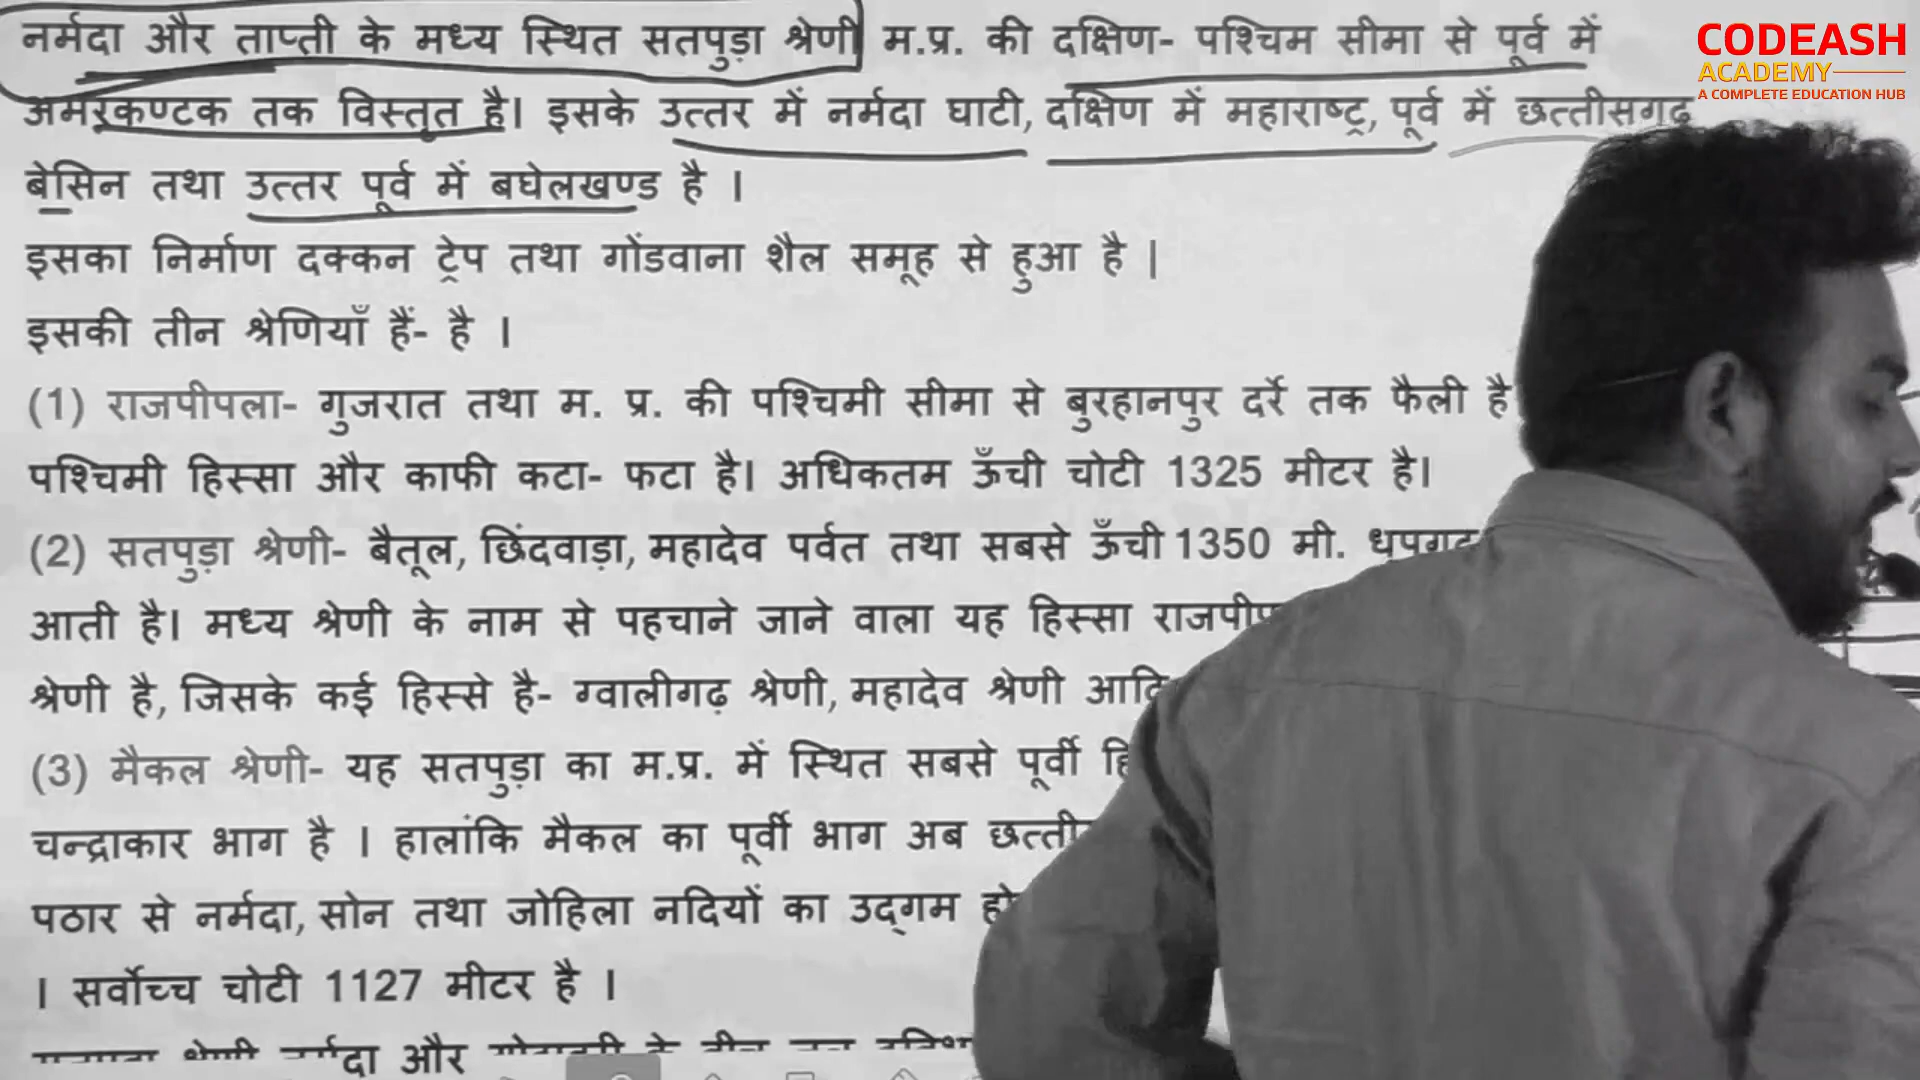 नर्मदा और ताप्ती के मध्य स्थित सतपुड़ा श्रेणी म.प्र. की दक्षिण- पश्चिम सीमा से पूर्व में
अमरकण्टक तक विस्तृत है। इसके उत्तर में नर्मदा घाटी, दक्षिण में महाराष्ट्र, पूर्व में छत्तीसगढ़
बेसिन तथा उत्तर पूर्व में बघेलखण्ड है ।
इसका निर्माण दक्कन ट्रेप तथा गोंडवाना शैल समूह से हुआ है |
इसकी तीन श्रेणियाँ हैं- है ।
(1) राजपीपला- गुजरात तथा म. प्र. की पश्चिमी सीमा से बुरहानपुर दर्रे तक फैली है
पश्चिमी हिस्सा और काफी कटा- फटा है। अधिकतम ऊँची चोटी 1325 मीटर है।
(2) सतपुड़ा श्रेणी- बैतूल, छिंदवाड़ा, महादेव पर्वत तथा सबसे ऊँची 1350 मी. धूपगढ़
आती है। मध्य श्रेणी के नाम से पहचाने जाने वाला यह हिस्सा
श्रेणी है, जिसके कई हिस्से है- ग्वालीगढ़ श्रेणी, महादेव श्रेणी आदि
(3) मैकल श्रेणी- यह सतपुड़ा का म.प्र. में स्थित सबसे पूर्वी
चन्द्राकार भाग है । हालांकि मैकल का पूर्वी भाग अब
पठार से नर्मदा, सोन तथा जोहिला नदियों का उद्गम
। सर्वोच्च चोटी 1127 मीटर है ।
और
CODEASH
ACADEMY
A COMPLETE EDUCATION HUB